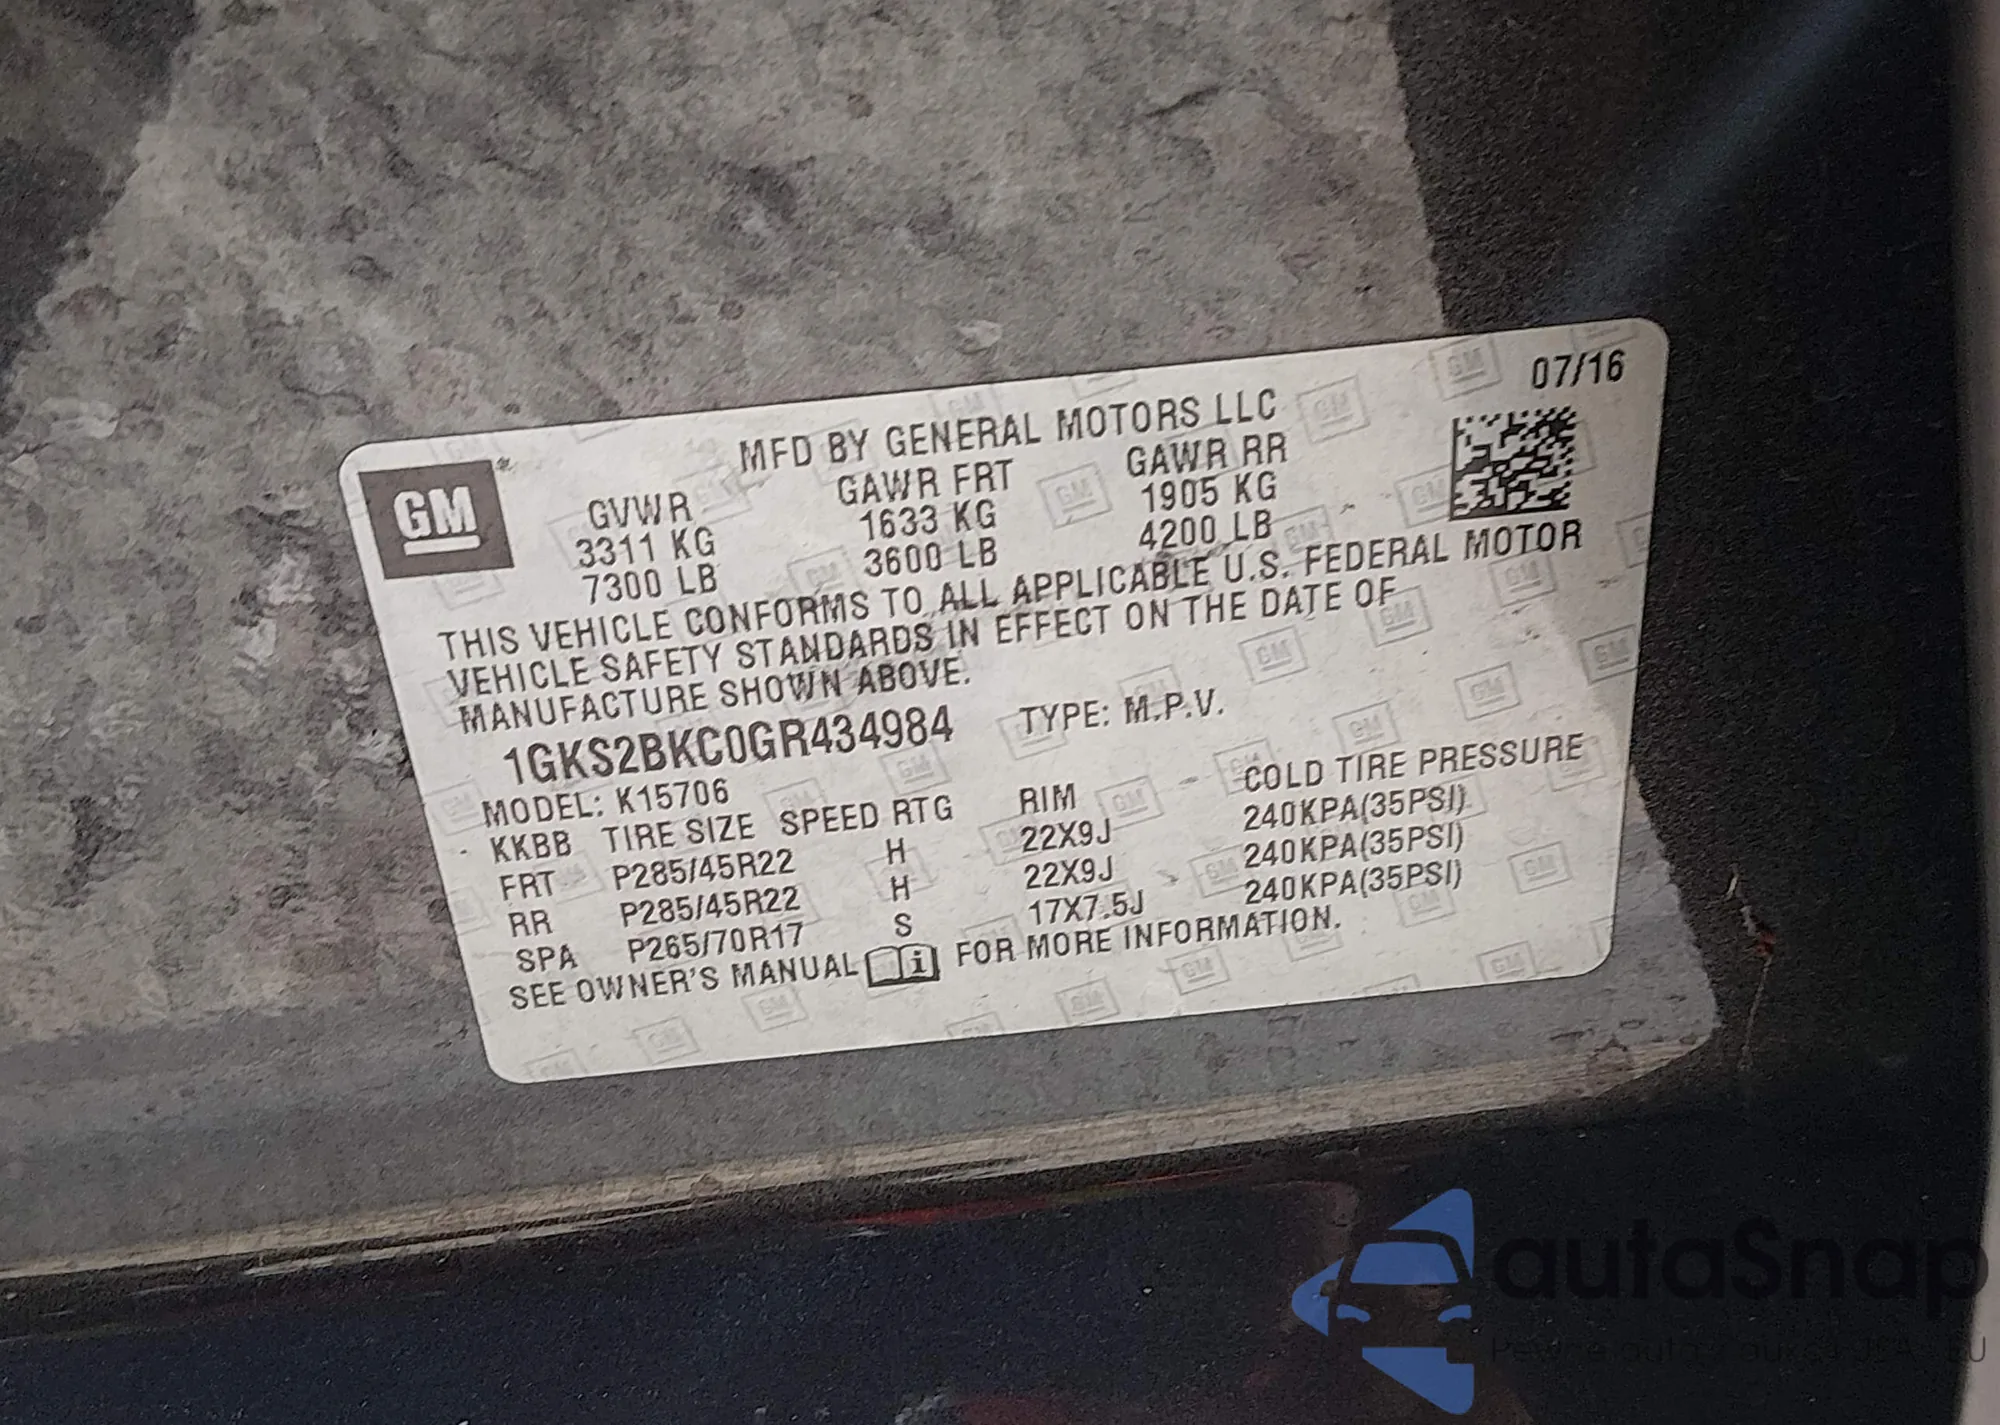 07/16
MFD BY GENERAL MOTORS LLC
GM
GVWR GAWR FRT GAWR RR
3311 KG 1633 KG 1905 KG
7300 LB 3600 LB 4200 LB
THIS VEHICLE CONFORMS TO ALL APPLICABLE U.S. FEDERAL MOTOR
VEHICLE SAFETY STANDARDS IN EFFECT ON THE DATE OF
MANUFACTURE SHOWN ABOVE.
1GKS2BKC0GR434984 TYPE: M.P.V.
MODEL: K15706
KKBB TIRE SIZE SPEED RTG RIM COLD TIRE PRESSURE
FRT P285/45R22 H 22X9J 240KPA(35PSI)
RR P285/45R22 H 22X9J 240KPA(35PSI)
SPA P265/70R17 S 17X7.5J 240KPA(35PSI)
SEE OWNER'S MANUAL i FOR MORE INFORMATION.
autaSnap